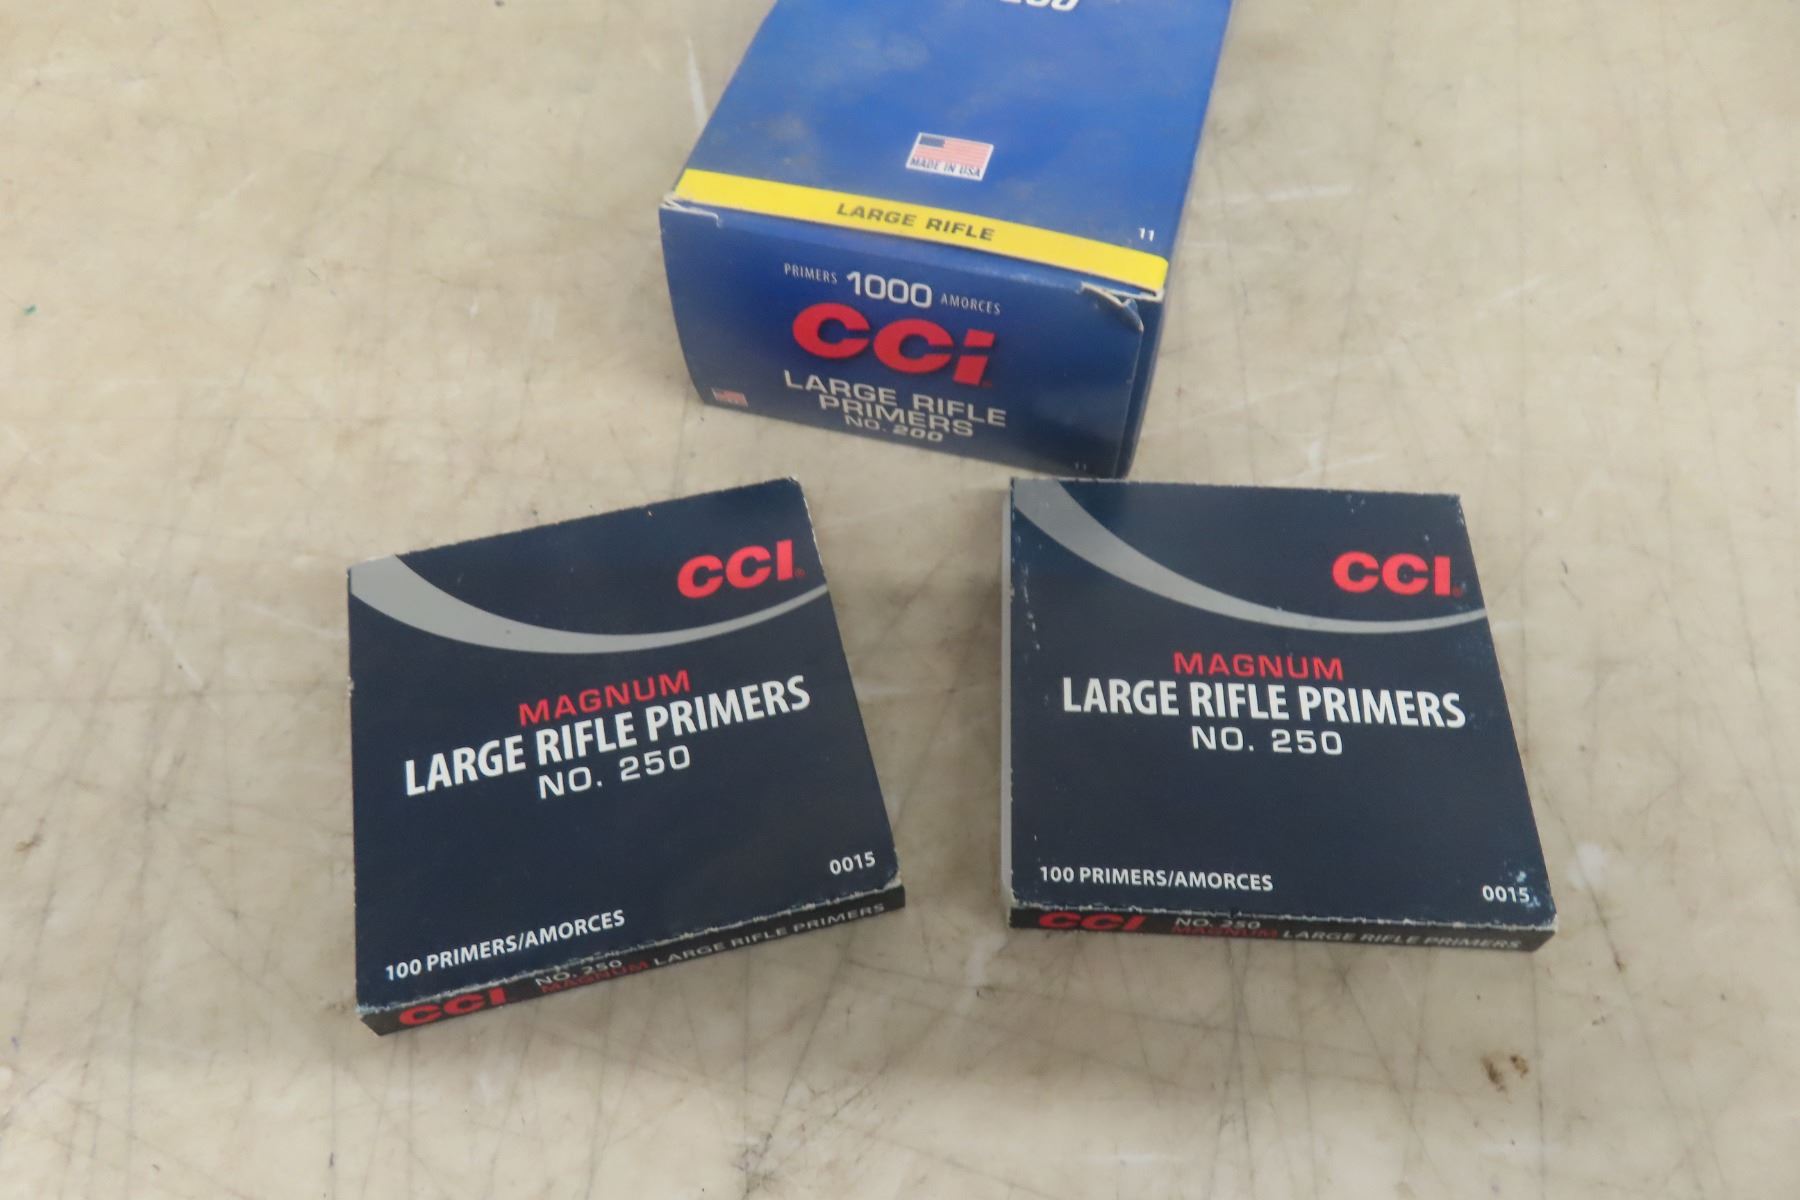 MADE IN USA
LARGE RIFLE
11
PRIMERS 1000 AMORCES
CCI
LARGE RIFLE
PRIMERS
NO. 200
11
CCI
MAGNUM
LARGE RIFLE PRIMERS
NO. 250
0015
100 PRIMERS/AMORCES
CCI NO. 250
MAGNUM LARGE RIFLE PRIMERS
CCI
MAGNUM
LARGE RIFLE PRIMERS
NO. 250
100 PRIMERS/AMORCES
0015
CCI NO. 250
MAGNUM LARGE RIFLE PRIMERS